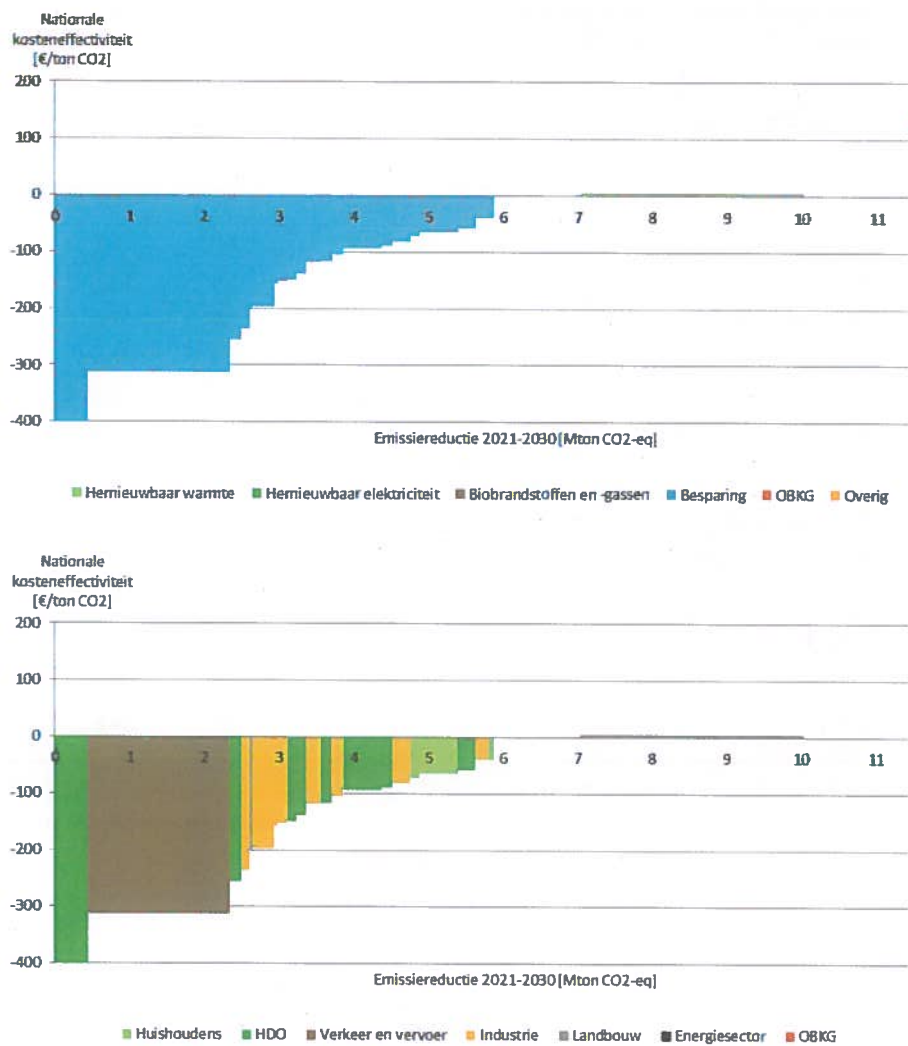 Nationale
kosteneffectiviteit
[€/ton CO2]
200
100
0
0 1 2 3 4 5 6 7 8 9 10 11
-100
-200
-300
-400
Emissiereductie 2021-2030 [Mton CO2-eq]
Hernieuwbaar warmte Hernieuwbaar elektriciteit Biobrandstoffen en -gassen Besparing OBKG Overig
Nationale
kosteneffectiviteit
[€/ton CO2]
200
100
0
0 1 2 3 4 5 6 7 8 9 10 11
-100
-200
-300
-400
Emissiereductie 2021-2030 [Mton CO2-eq]
Huishoudens HDO Verkeer en vervoer Industrie Landbouw Energiesector OBKG